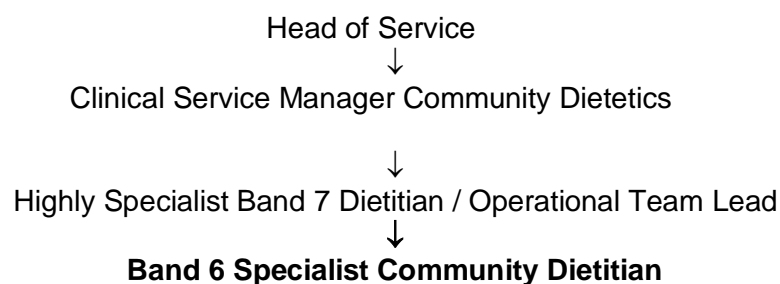 Head of Service
↓
Clinical Service Manager Community Dietetics
↓
Highly Specialist Band 7 Dietitian / Operational Team Lead
↓
Band 6 Specialist Community Dietitian